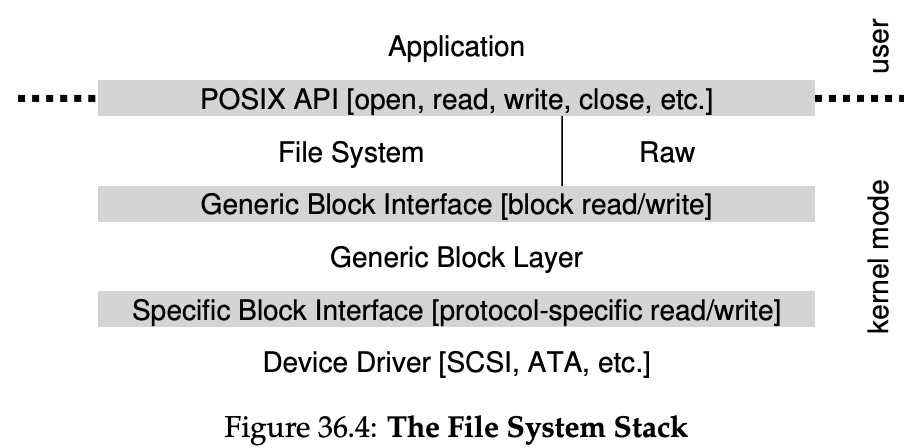 Application
user
POSIX API [open, read, write, close, etc.]
File System
Raw
Generic Block Interface [block read/write]
Generic Block Layer
kernel mode
Specific Block Interface [protocol-specific read/write]
Device Driver [SCSI, ATA, etc.]
Figure 36.4: The File System Stack